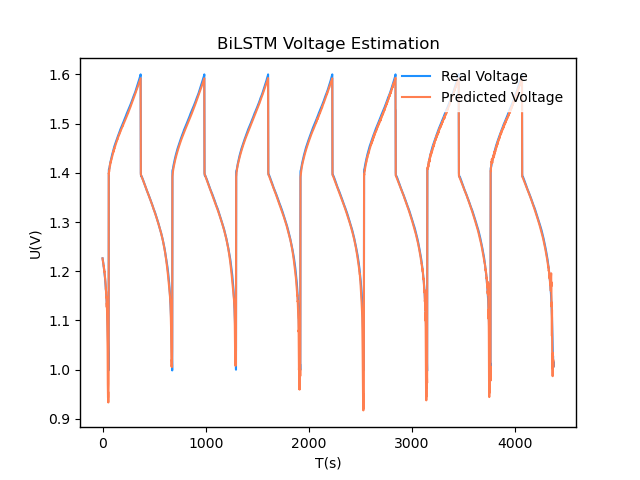 BiLSTM Voltage Estimation
Real Voltage
Predicted Voltage
U(V)
1.6
1.5
1.4
1.3
1.2
1.1
1.0
0.9
0
1000
2000
3000
4000
T(s)